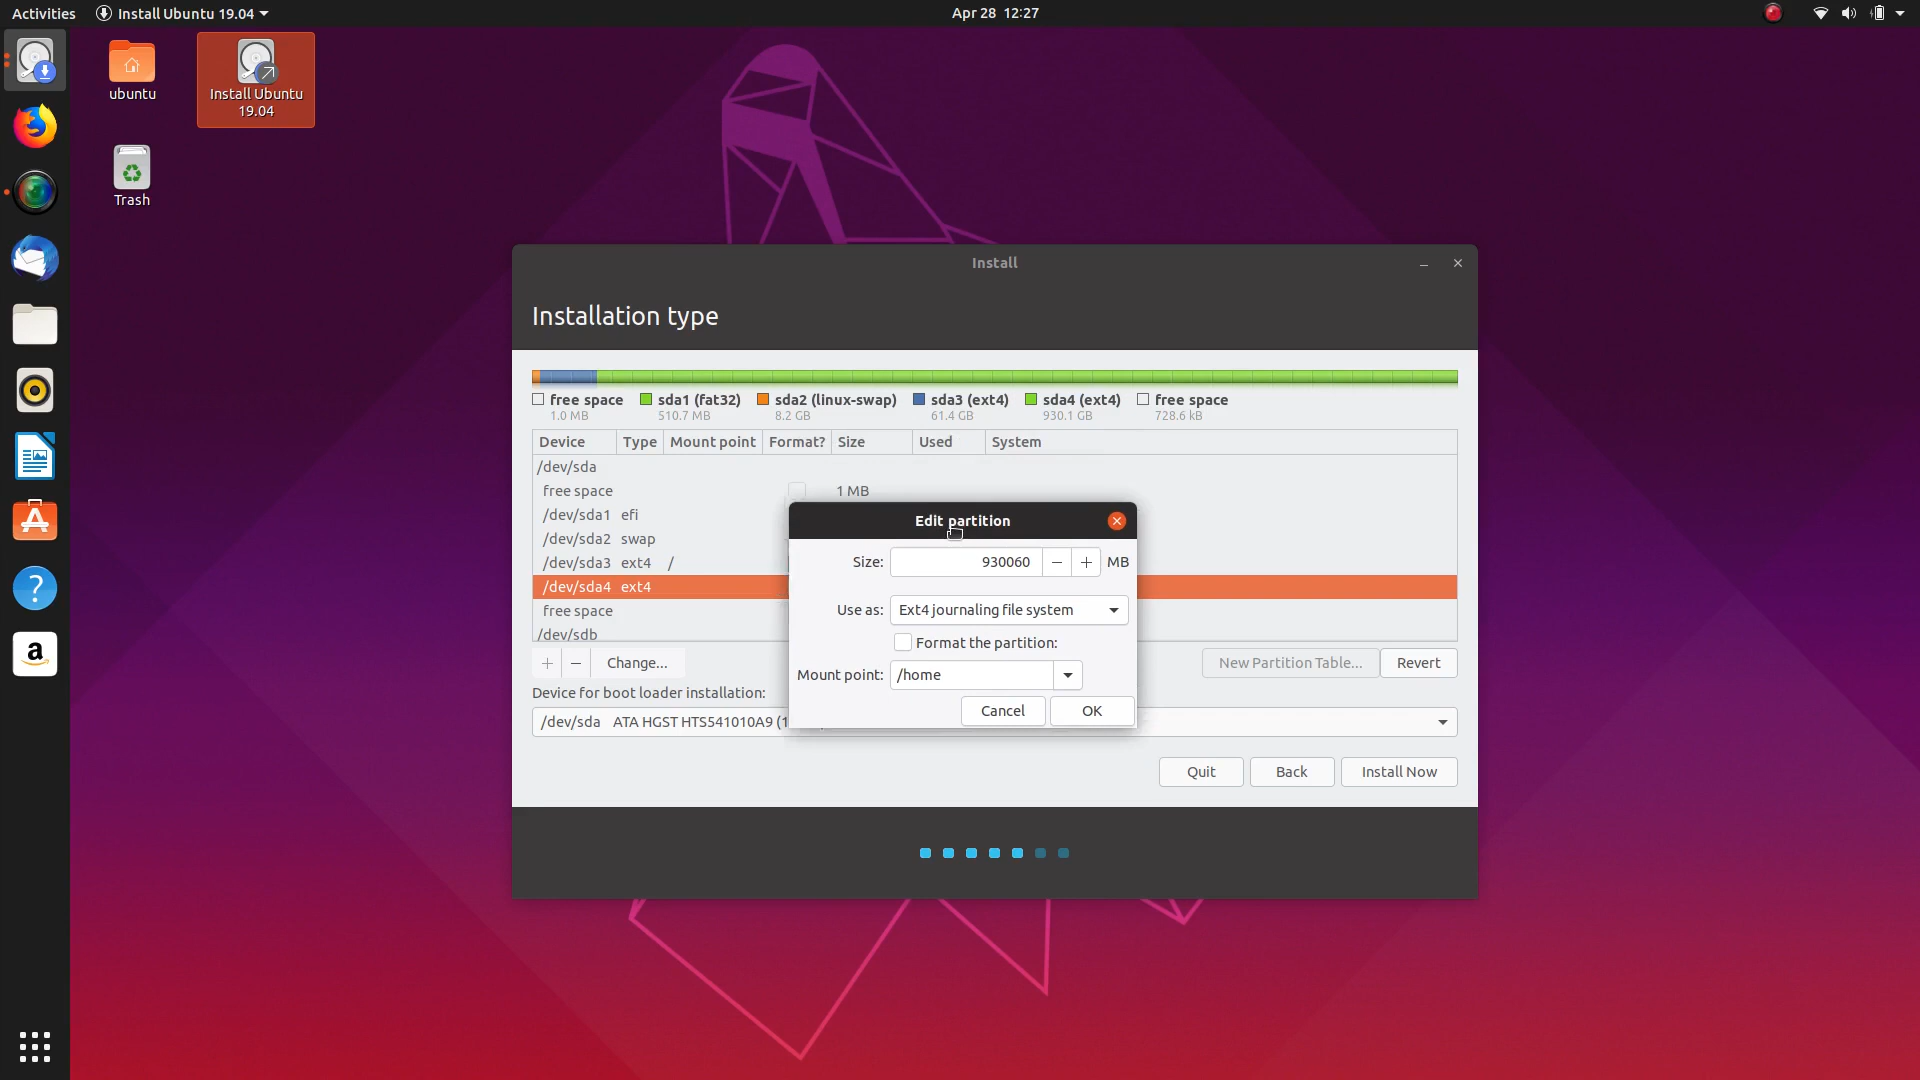 Activities
Install Ubuntu 19.04
Apr 28 12:27
ubuntu
Install Ubuntu
19.04
Trash
Install
Installation type
free space
1.0 MB
sda1 (fat32)
510.7 MB
sda2 (linux-swap)
8.2 GB
sda3 (ext4)
61.4 GB
sda4 (ext4)
930.1 GB
free space
728.6 kB
Device Type Mount point Format? Size Used System
/dev/sda
free space 1 MB
/dev/sda1 efi
/dev/sda2 swap
/dev/sda3 ext4 /
/dev/sda4 ext4
free space
/dev/sdb
+ − Change...
New Partition Table... Revert
Device for boot loader installation:
/dev/sda ATA HGST HTS541010A9 (1
Edit partition
Size: 930060 − + MB
Use as: Ext4 journaling file system
Format the partition:
Mount point: /home
Cancel OK
Quit Back Install Now
?
a